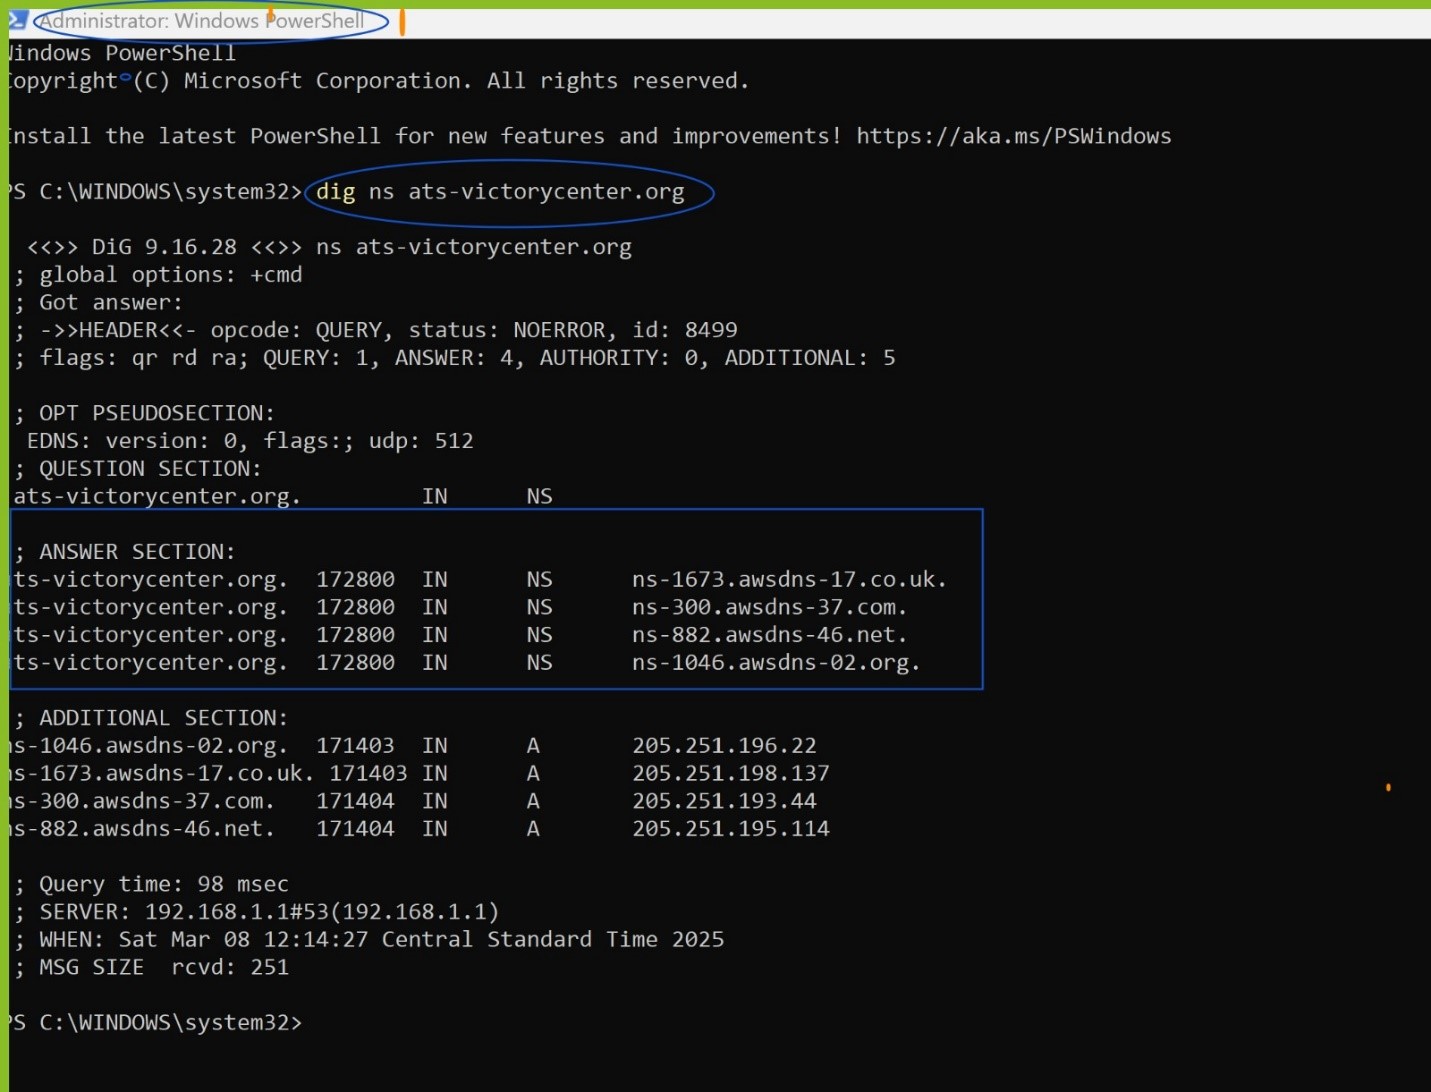 Administrator: Windows PowerShell
Windows PowerShell
Copyright (C) Microsoft Corporation. All rights reserved.
Install the latest PowerShell for new features and improvements! https://aka.ms/PSWindows
PS C:\WINDOWS\system32> dig ns ats-victorycenter.org
<<>> DiG 9.16.28 <<>> ns ats-victorycenter.org
; global options: +cmd
; Got answer:
; ->>HEADER<<- opcode: QUERY, status: NOERROR, id: 8499
; flags: qr rd ra; QUERY: 1, ANSWER: 4, AUTHORITY: 0, ADDITIONAL: 5
; OPT PSEUDOSECTION:
EDNS: version: 0, flags:; udp: 512
; QUESTION SECTION:
ats-victorycenter.org. IN NS
; ANSWER SECTION:
ats-victorycenter.org. 172800 IN NS ns-1673.awsdns-17.co.uk.
ats-victorycenter.org. 172800 IN NS ns-300.awsdns-37.com.
ats-victorycenter.org. 172800 IN NS ns-882.awsdns-46.net.
ats-victorycenter.org. 172800 IN NS ns-1046.awsdns-02.org.
; ADDITIONAL SECTION:
ns-1046.awsdns-02.org. 171403 IN A 205.251.196.22
ns-1673.awsdns-17.co.uk. 171403 IN A 205.251.198.137
ns-300.awsdns-37.com. 171404 IN A 205.251.193.44
ns-882.awsdns-46.net. 171404 IN A 205.251.195.114
; Query time: 98 msec
; SERVER: 192.168.1.1#53(192.168.1.1)
; WHEN: Sat Mar 08 12:14:27 Central Standard Time 2025
; MSG SIZE rcvd: 251
PS C:\WINDOWS\system32>